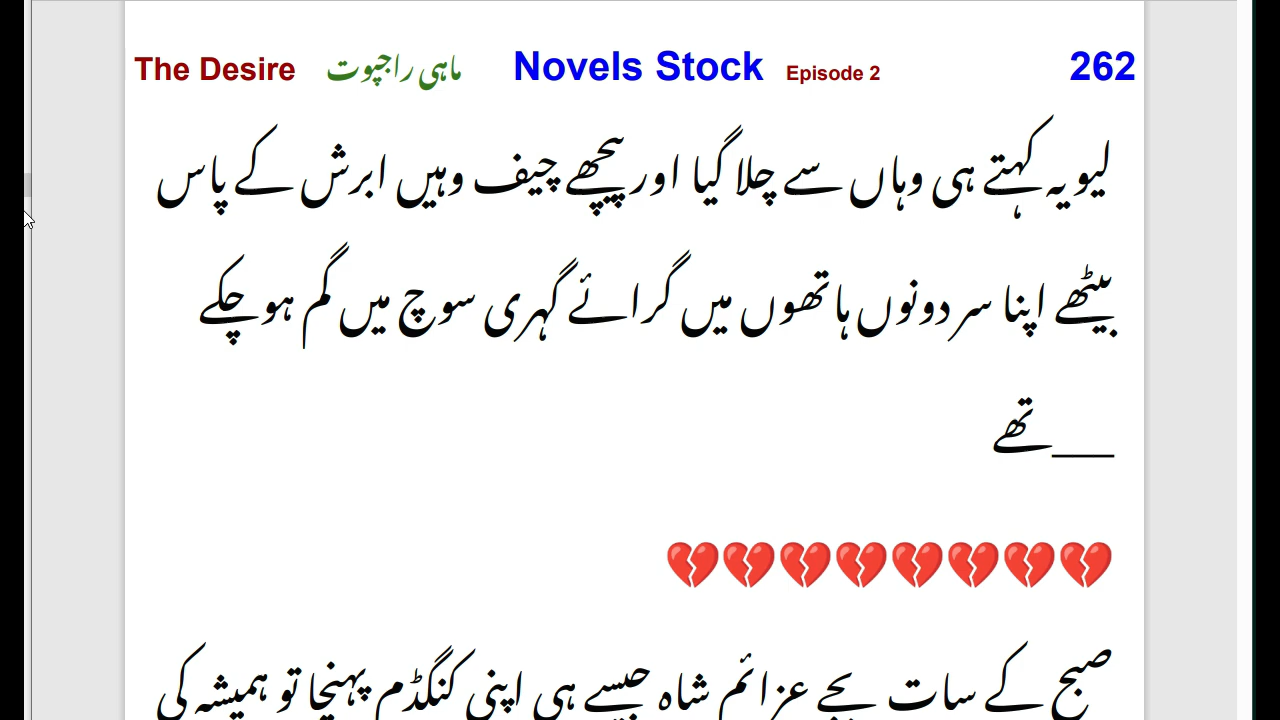 The Desire ماہی راجپوت Novels Stock Episode 2 262
لیو یہ کہتے ہی وہاں سے چلا گیا اور پیچھے چیف وہیں ابرش کے پاس
بیٹھے اپنا سر دونوں ہاتھوں میں گرائے گہری سوچ میں گم ہو چکے
__تھے
💔💔💔💔💔💔💔💔
صبح کے سات بجے عزائم شاہ جیسے ہی اپنی کنگڈم پہنچا تو ہمیشہ کی